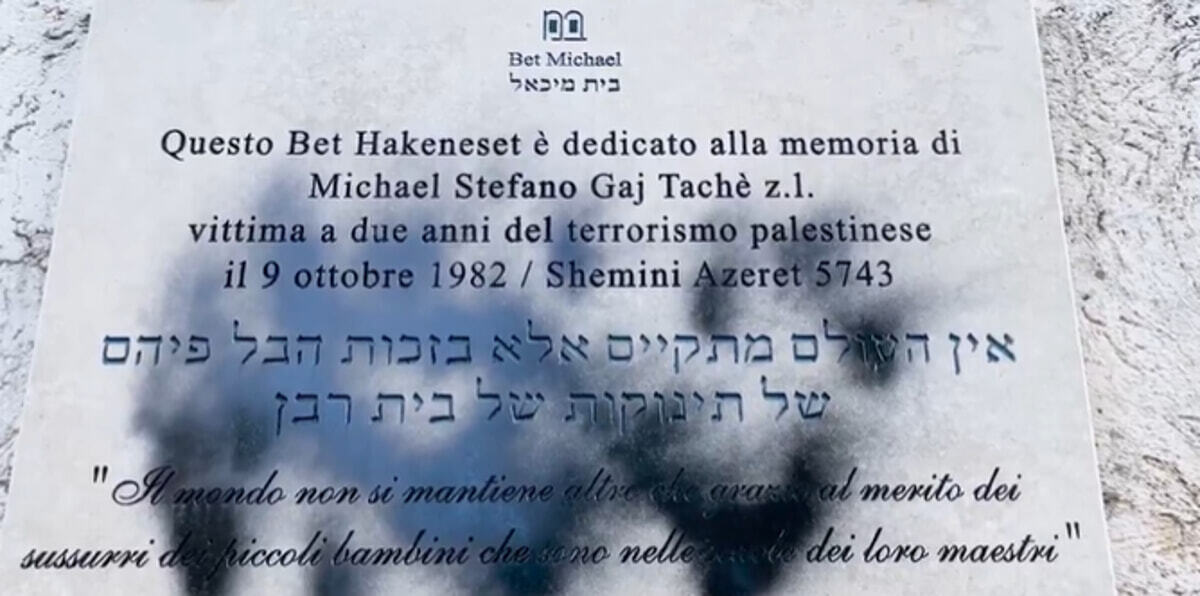 Bet Michael
בית מיכאל
Questo Bet Hakeneset è dedicato alla memoria di
Michael Stefano Gaj Tachè z.l.
vittima a due anni del terrorismo palestinese
il 9 ottobre 1982 / Shemini Azeret 5743
אין העולם מתקיים אלא בזכות הבל פיהם
של תינוקות של בית רבן
"Il mondo non si mantiene altro che grazie al merito dei
sussurri dei piccoli bambini che sono nelle dei loro maestri"